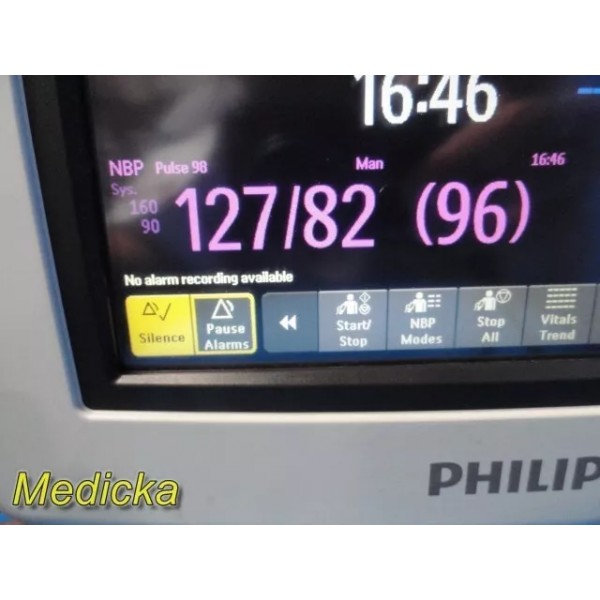 16:46
NBP Pulse 98 Man 16:46
Sys.
160
90
127/82 (96)
No alarm recording available
Silence
Pause
Alarms
Start/
Stop
NBP
Modes
Stop
All
Vitals
Trend
Medicka
PHILIP